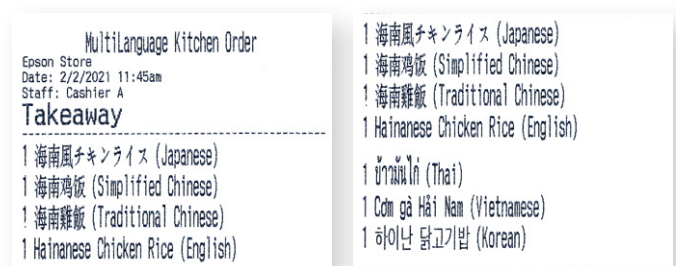 MultiLanguage Kitchen Order
Epson Store
Date: 2/2/2021 11:45am
Staff: Cashier A
Takeaway
1 海南風チキンライス (Japanese)
1 海南鸡饭 (Simplified Chinese)
1 海南雞飯 (Traditional Chinese)
1 Hainanese Chicken Rice (English)
1 海南風チキンライス (Japanese)
1 海南鸡饭 (Simplified Chinese)
1 海南雞飯 (Traditional Chinese)
1 Hainanese Chicken Rice (English)
1 ข้าวมันไก่ (Thai)
1 Cơm gà Hải Nam (Vietnamese)
1 하이난 닭고기밥 (Korean)